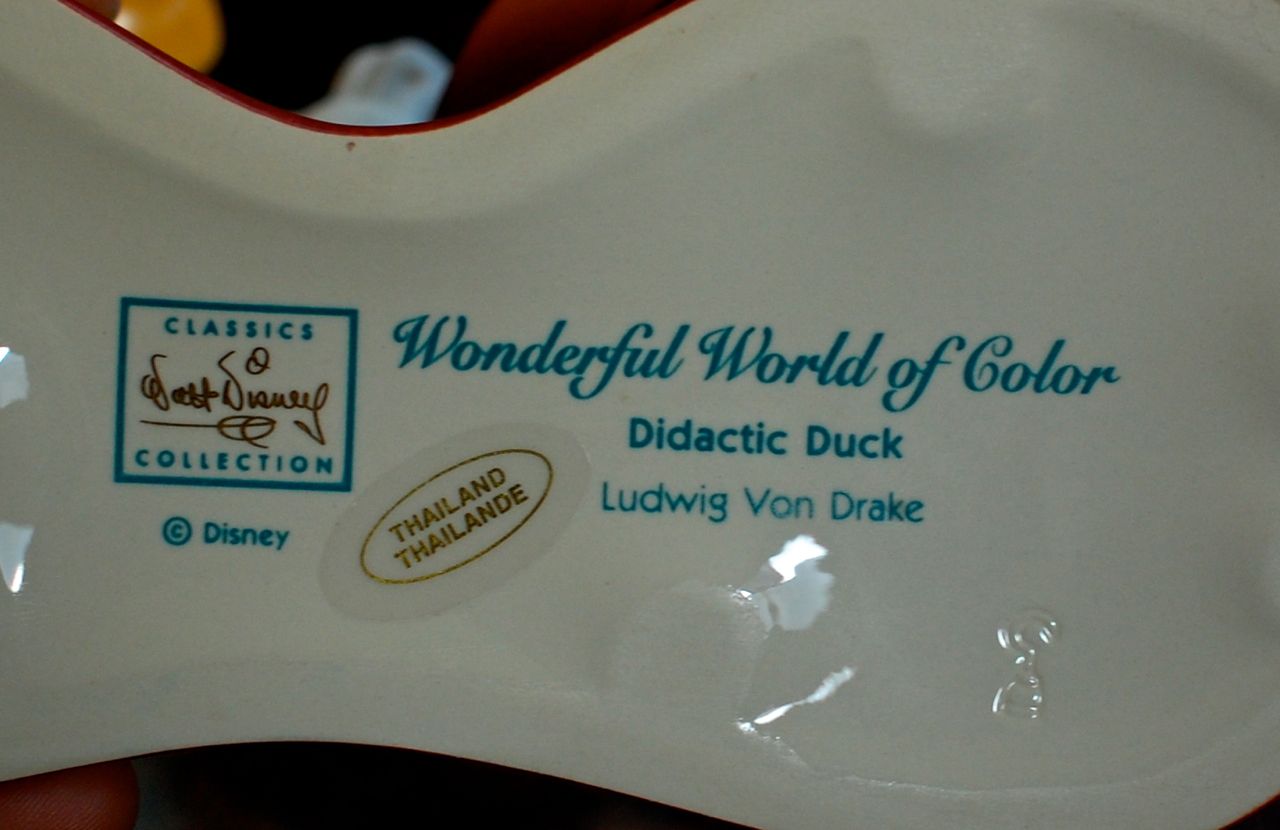 CLASSICS
Walt Disney
COLLECTION
© Disney
Wonderful World of Color
Didactic Duck
Ludwig Von Drake
THAILAND
THAILANDE